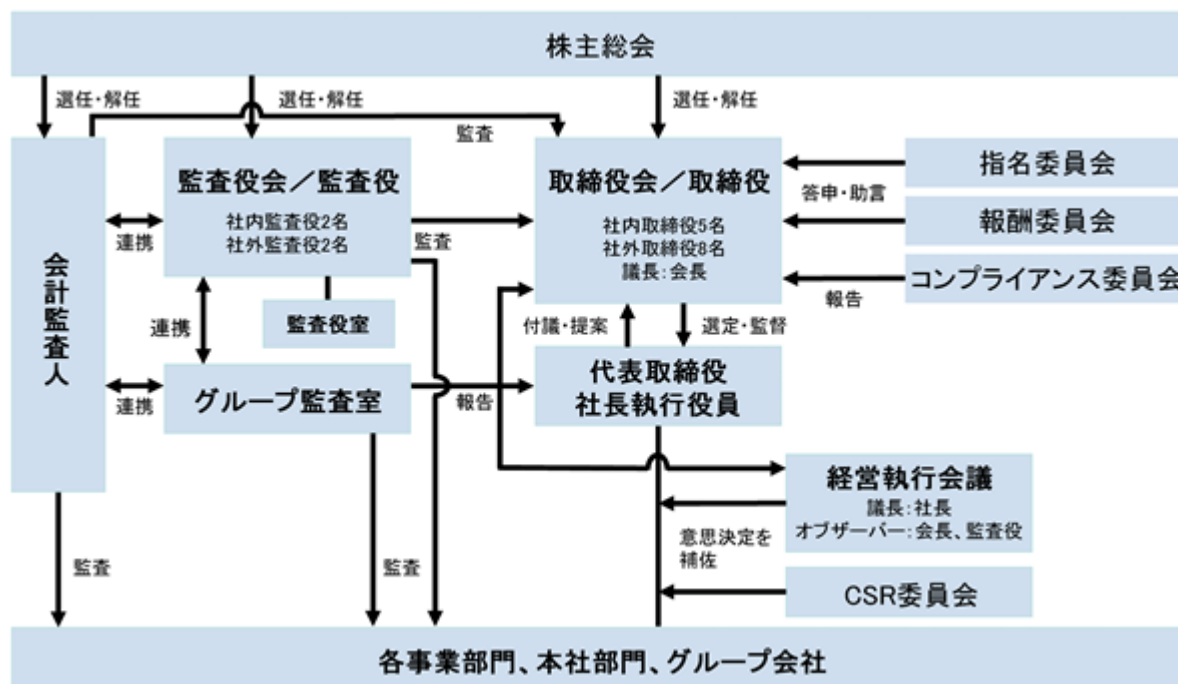 株主総会
選任・解任
選任・解任
選任・解任
監査
会計監査人
監査役会／監査役
社内監査役2名
社外監査役2名
取締役会／取締役
社内取締役5名
社外取締役8名
議長：会長
指名委員会
答申・助言
報酬委員会
コンプライアンス委員会
報告
連携
監査
監査役室
連携
付議・提案
選定・監督
グループ監査室
連携
報告
代表取締役
社長執行役員
経営執行会議
議長：社長
オブザーバー：会長、監査役
意思決定を
補佐
CSR委員会
監査
監査
各事業部門、本社部門、グループ会社